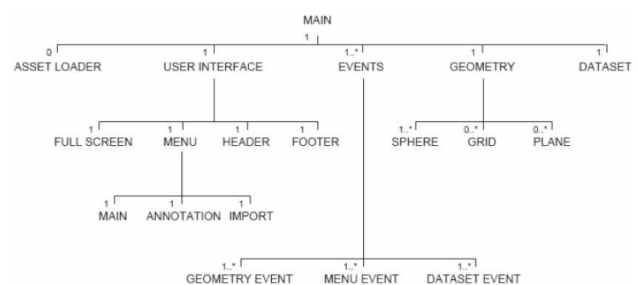 MAIN
1
0 1 1..* 1 1
ASSET LOADER USER INTERFACE EVENTS GEOMETRY DATASET
1 1 1 1 1..* 0..* 0..*
FULL SCREEN MENU HEADER FOOTER SPHERE GRID PLANE
1 1 1
MAIN ANNOTATION IMPORT
1..* 1..* 1..*
GEOMETRY EVENT MENU EVENT DATASET EVENT